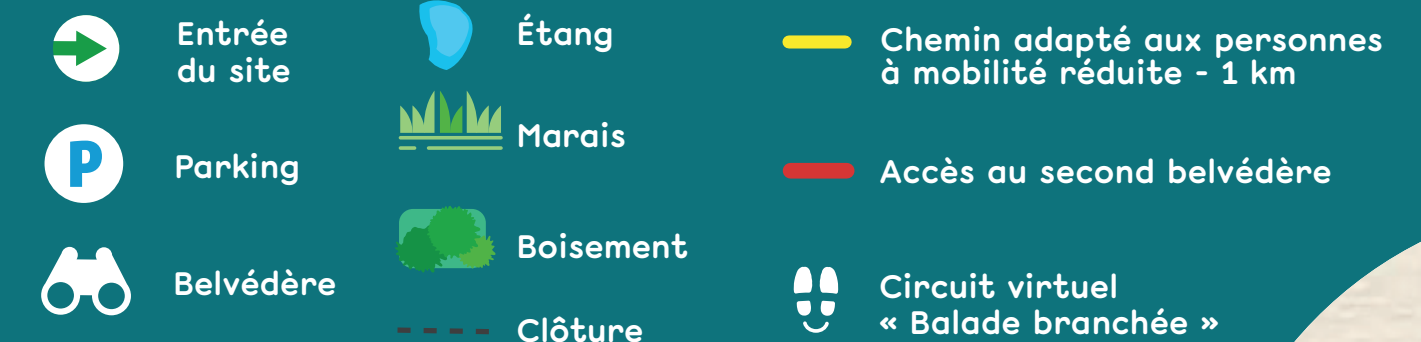 Entrée
du site
P
Parking
Belvédère
Étang
Marais
Boisement
Clôture
Chemin adapté aux personnes
à mobilité réduite - 1 km
Accès au second belvédère
Circuit virtuel
« Balade branchée »